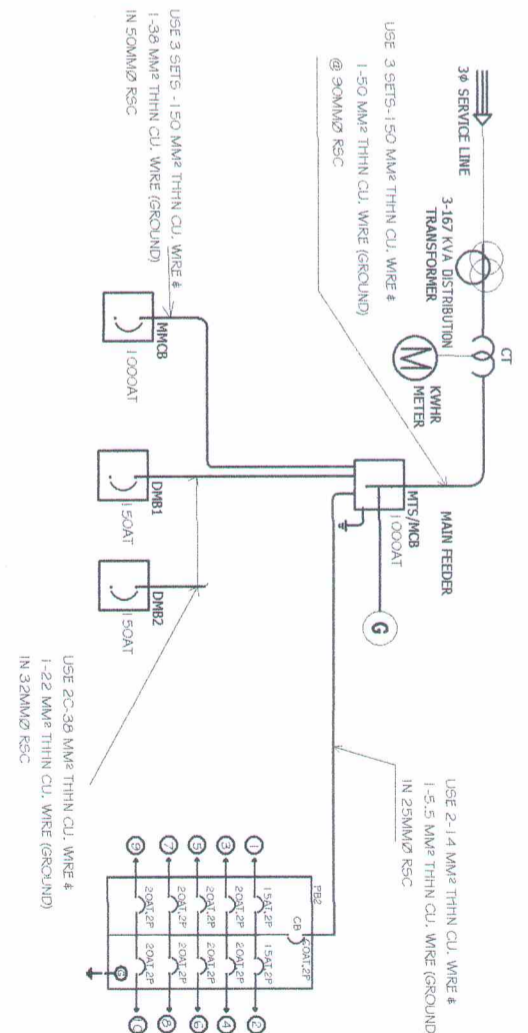 3Φ SERVICE LINE
3-167 KVA DISTRIBUTION
TRANSFORMER
CT
M
KWHR
METER
MAIN FEEDER
MTS/MCB
1000AT
G
USE 3 SETS-150 MM² THHN CU. WIRE &
1-50 MM² THHN CU. WIRE (GROUND)
@ 90MMØ RSC
USE 3 SETS -150 MM² THHN CU. WIRE &
1-38 MM² THHN CU. WIRE (GROUND)
IN 50MMØ RSC
MMCB
1000AT
DMB1
150AT
DMB2
150AT
USE 2C-38 MM² THHN CU. WIRE &
1-22 MM² THHN CU. WIRE (GROUND)
IN 32MMØ RSC
USE 2-14 MM² THHN CU. WIRE &
1-5.5 MM² THHN CU. WIRE (GROUND
IN 25MMØ RSC
PB2
CB
60AT,2P
1 15AT,2P 15AT,2P 2
3 20AT,2P 20AT,2P 4
5 20AT,2P 20AT,2P 6
7 20AT,2P 20AT,2P 8
9 20AT,2P 20AT,2P 10
G